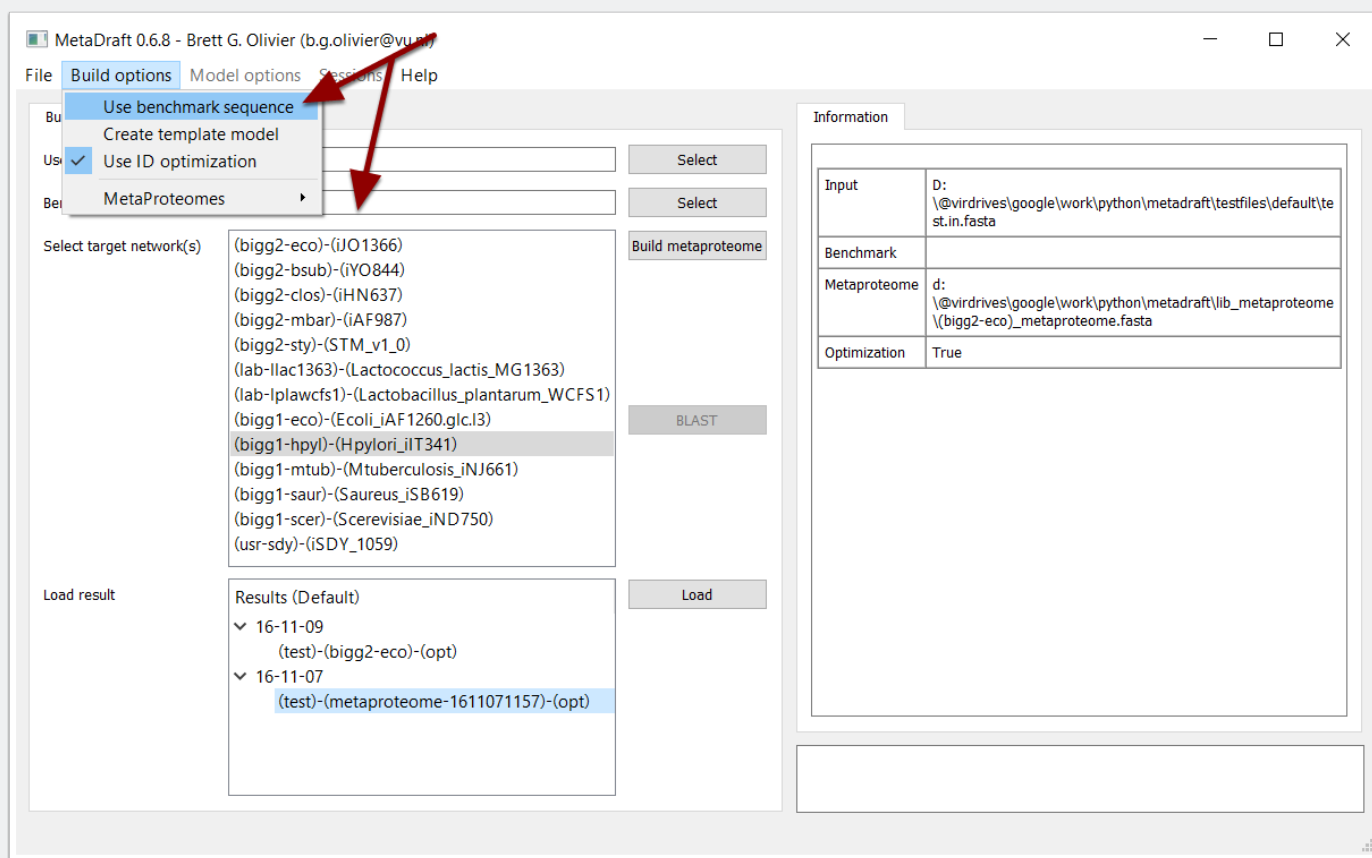 MetaDraft 0.6.8 - Brett G. Olivier (b.g.olivier@vu.nl)
File Build options Model options Sessions Help
Use benchmark sequence
Create template model
Use ID optimization
MetaProteomes
Bu
Use
Select
Ben
Select
Select target network(s)
(bigg2-eco)-(iJO1366)
(bigg2-bsub)-(iYO844)
(bigg2-clos)-(iHN637)
(bigg2-mbar)-(iAF987)
(bigg2-sty)-(STM_v1_0)
(lab-llac1363)-(Lactococcus_lactis_MG1363)
(lab-lplawcfs1)-(Lactobacillus_plantarum_WCFS1)
(bigg1-eco)-(Ecoli_iAF1260.glc.l3)
(bigg1-hpyl)-(Hpylori_iIT341)
(bigg1-mtub)-(Mtuberculosis_iNJ661)
(bigg1-saur)-(Saureus_iSB619)
(bigg1-scer)-(Scerevisiae_iND750)
(usr-sdy)-(iSDY_1059)
Build metaproteome
BLAST
Load result
Results (Default)
16-11-09
(test)-(bigg2-eco)-(opt)
16-11-07
(test)-(metaproteome-1611071157)-(opt)
Load
Information
Input
D:
\@virdrives\google\work\python\metadraft\testfiles\default\te
st.in.fasta
Benchmark
Metaproteome
d:
\@virdrives\google\work\python\metadraft\lib_metaproteome
\(bigg2-eco)_metaproteome.fasta
Optimization
True